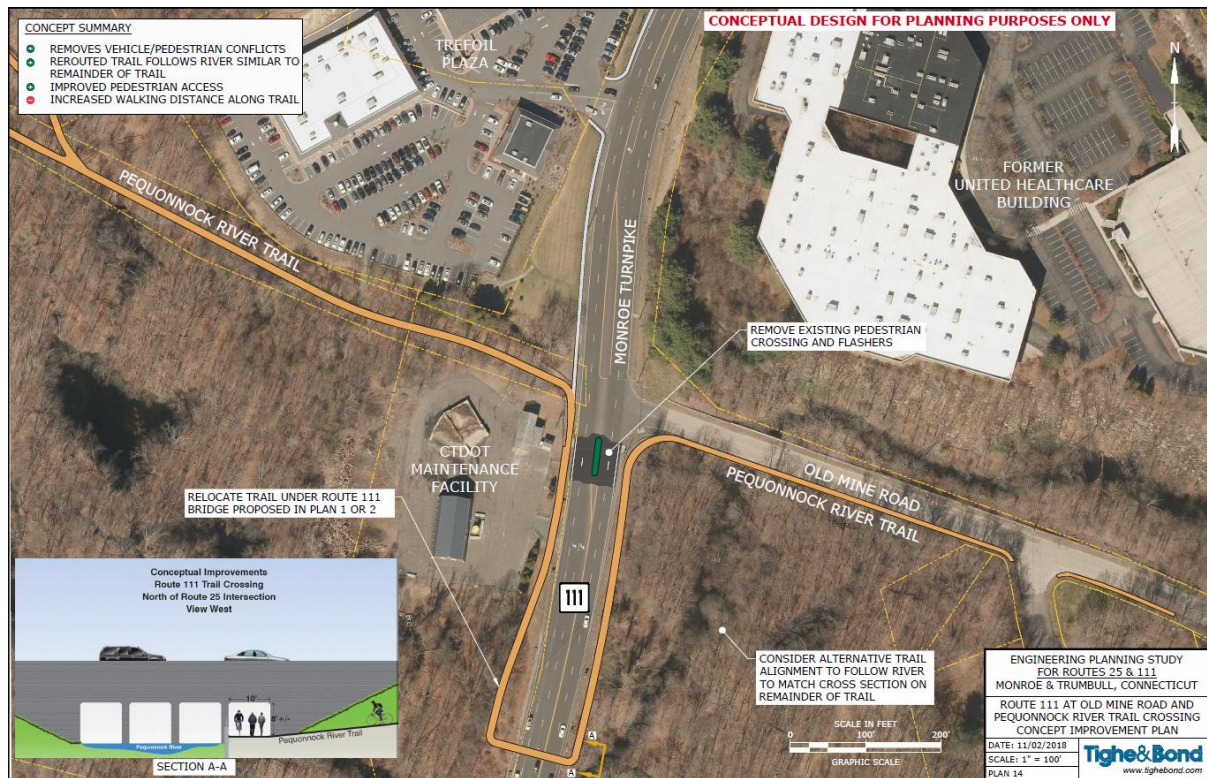 CONCEPT SUMMARY
REMOVES VEHICLE/PEDESTRIAN CONFLICTS
REROUTED TRAIL FOLLOWS RIVER SIMILAR TO
REMAINDER OF TRAIL
IMPROVED PEDESTRIAN ACCESS
INCREASED WALKING DISTANCE ALONG TRAIL
CONCEPTUAL DESIGN FOR PLANNING PURPOSES ONLY
N
TREFOIL
PLAZA
FORMER
UNITED HEALTHCARE
BUILDING
PEQUONNOCK RIVER TRAIL
MONROE TURNPIKE
REMOVE EXISTING PEDESTRIAN
CROSSING AND FLASHERS
CTDOT
MAINTENANCE
FACILITY
OLD MINE ROAD
PEQUONNOCK RIVER TRAIL
RELOCATE TRAIL UNDER ROUTE 111
BRIDGE PROPOSED IN PLAN 1 OR 2
111
Conceptual Improvements
Route 111 Trail Crossing
North of Route 25 Intersection
View West
10'
8'+/-
Pequonnock River
Pequonnock River Trail
SECTION A-A
A
A
CONSIDER ALTERNATIVE TRAIL
ALIGNMENT TO FOLLOW RIVER
TO MATCH CROSS SECTION ON
REMAINDER OF TRAIL
SCALE IN FEET
0 100' 200'
GRAPHIC SCALE
ENGINEERING PLANNING STUDY
FOR ROUTES 25 & 111
MONROE & TRUMBULL, CONNECTICUT
ROUTE 111 AT OLD MINE ROAD AND
PEQUONNOCK RIVER TRAIL CROSSING
CONCEPT IMPROVEMENT PLAN
DATE: 11/02/2018
SCALE: 1" = 100'
PLAN 14
Tighe&Bond
www.tighebond.com